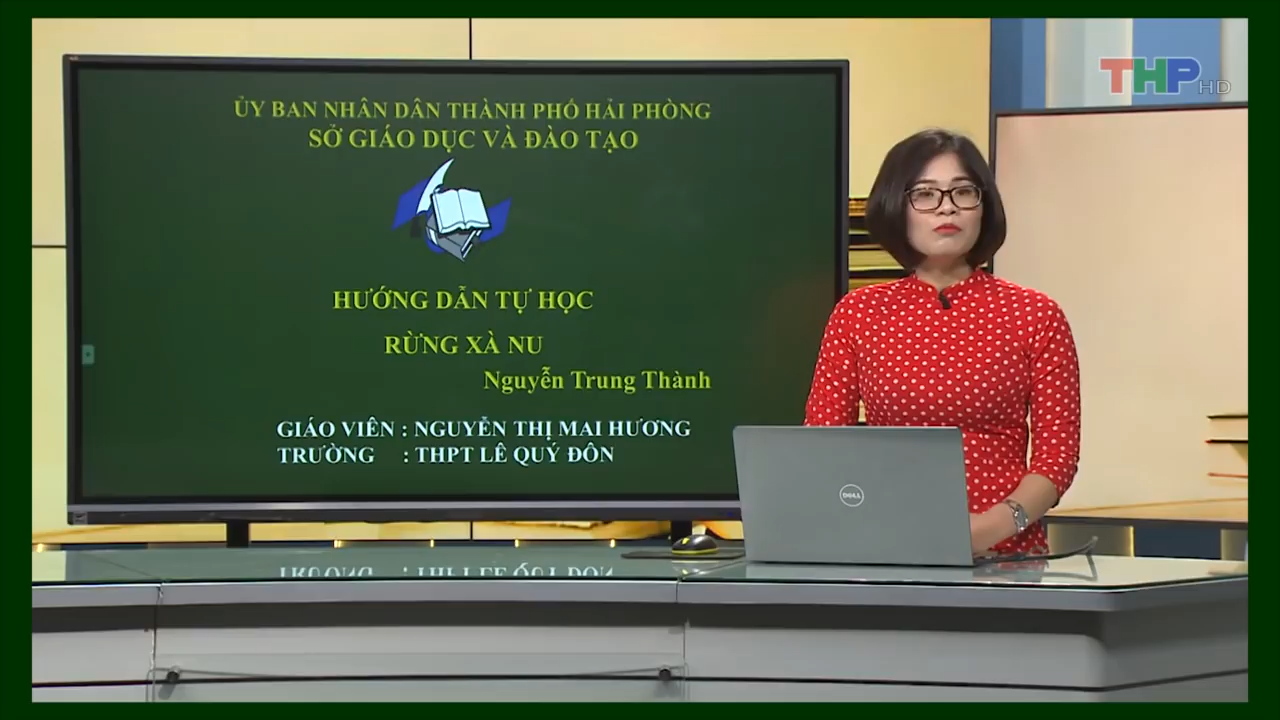 THP HD
ỦY BAN NHÂN DÂN THÀNH PHỐ HẢI PHÒNG
SỞ GIÁO DỤC VÀ ĐÀO TẠO
HƯỚNG DẪN TỰ HỌC
RỪNG XÀ NU
Nguyễn Trung Thành
GIÁO VIÊN : NGUYỄN THỊ MAI HƯƠNG
TRƯỜNG : THPT LÊ QUÝ ĐÔN
DELL